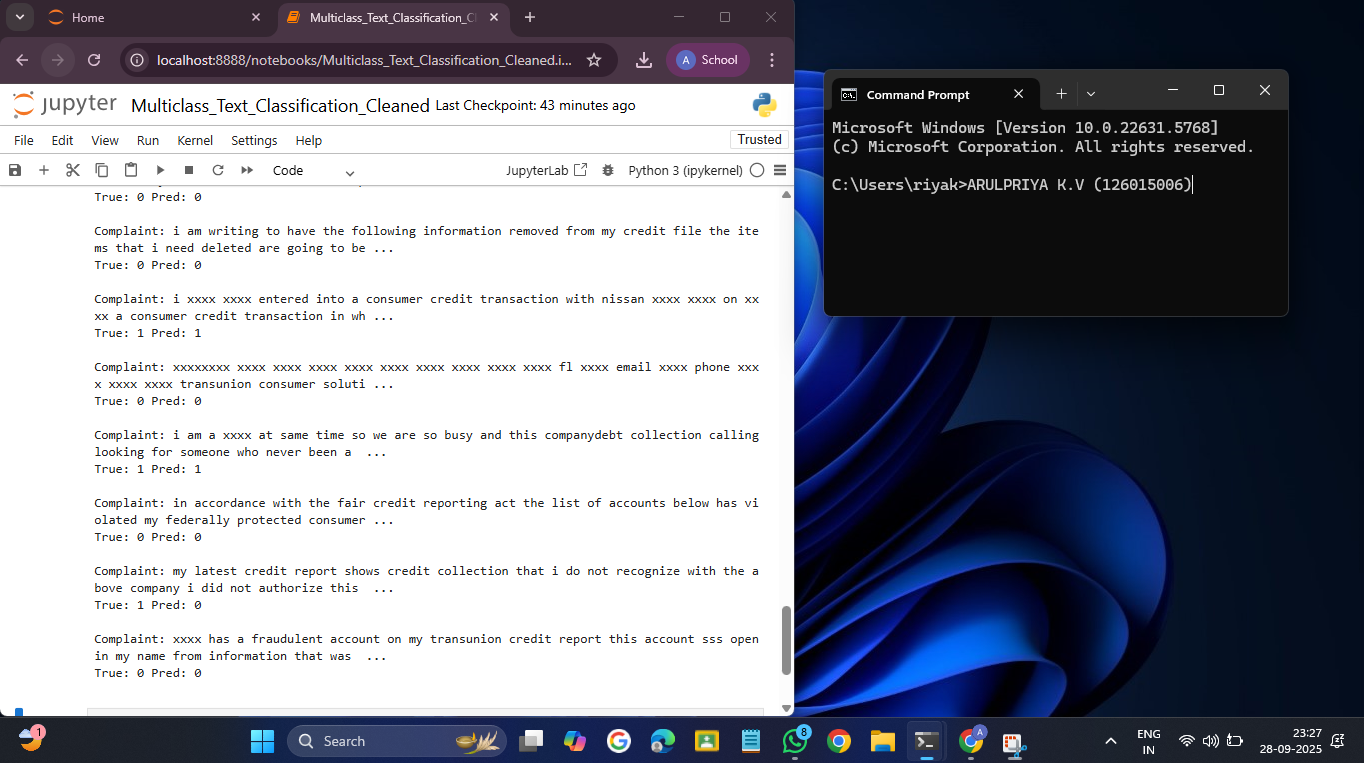 Home
Multiclass_Text_Classification_C
localhost:8888/notebooks/Multiclass_Text_Classification_Cleaned.i...
A School
jupyter Multiclass_Text_Classification_Cleaned Last Checkpoint: 43 minutes ago
File Edit View Run Kernel Settings Help
Trusted
Code
JupyterLab
Python 3 (ipykernel)
True: 0 Pred: 0
Complaint: i am writing to have the following information removed from my credit file the ite
ms that i need deleted are going to be ...
True: 0 Pred: 0
Complaint: i xxxx xxxx entered into a consumer credit transaction with nissan xxxx xxxx on xx
xx a consumer credit transaction in wh ...
True: 1 Pred: 1
Complaint: xxxxxxxx xxxx xxxx xxxx xxxx xxxx xxxx xxxx xxxx xxxx fl xxxx email xxxx phone xxx
x xxxx xxxx transunion consumer soluti ...
True: 0 Pred: 0
Complaint: i am a xxxx at same time so we are so busy and this companydebt collection calling
looking for someone who never been a  ...
True: 1 Pred: 1
Complaint: in accordance with the fair credit reporting act the list of accounts below has vi
olated my federally protected consumer ...
True: 0 Pred: 0
Complaint: my latest credit report shows credit collection that i do not recognize with the a
bove company i did not authorize this  ...
True: 1 Pred: 0
Complaint: xxxx has a fraudulent account on my transunion credit report this account sss open
in my name from information that was  ...
True: 0 Pred: 0
Command Prompt
Microsoft Windows [Version 10.0.22631.5768]
(c) Microsoft Corporation. All rights reserved.
C:\Users\riyak>ARULPRIYA K.V (126015006)
1
Search
8
A
ENG
IN
23:27
28-09-2025